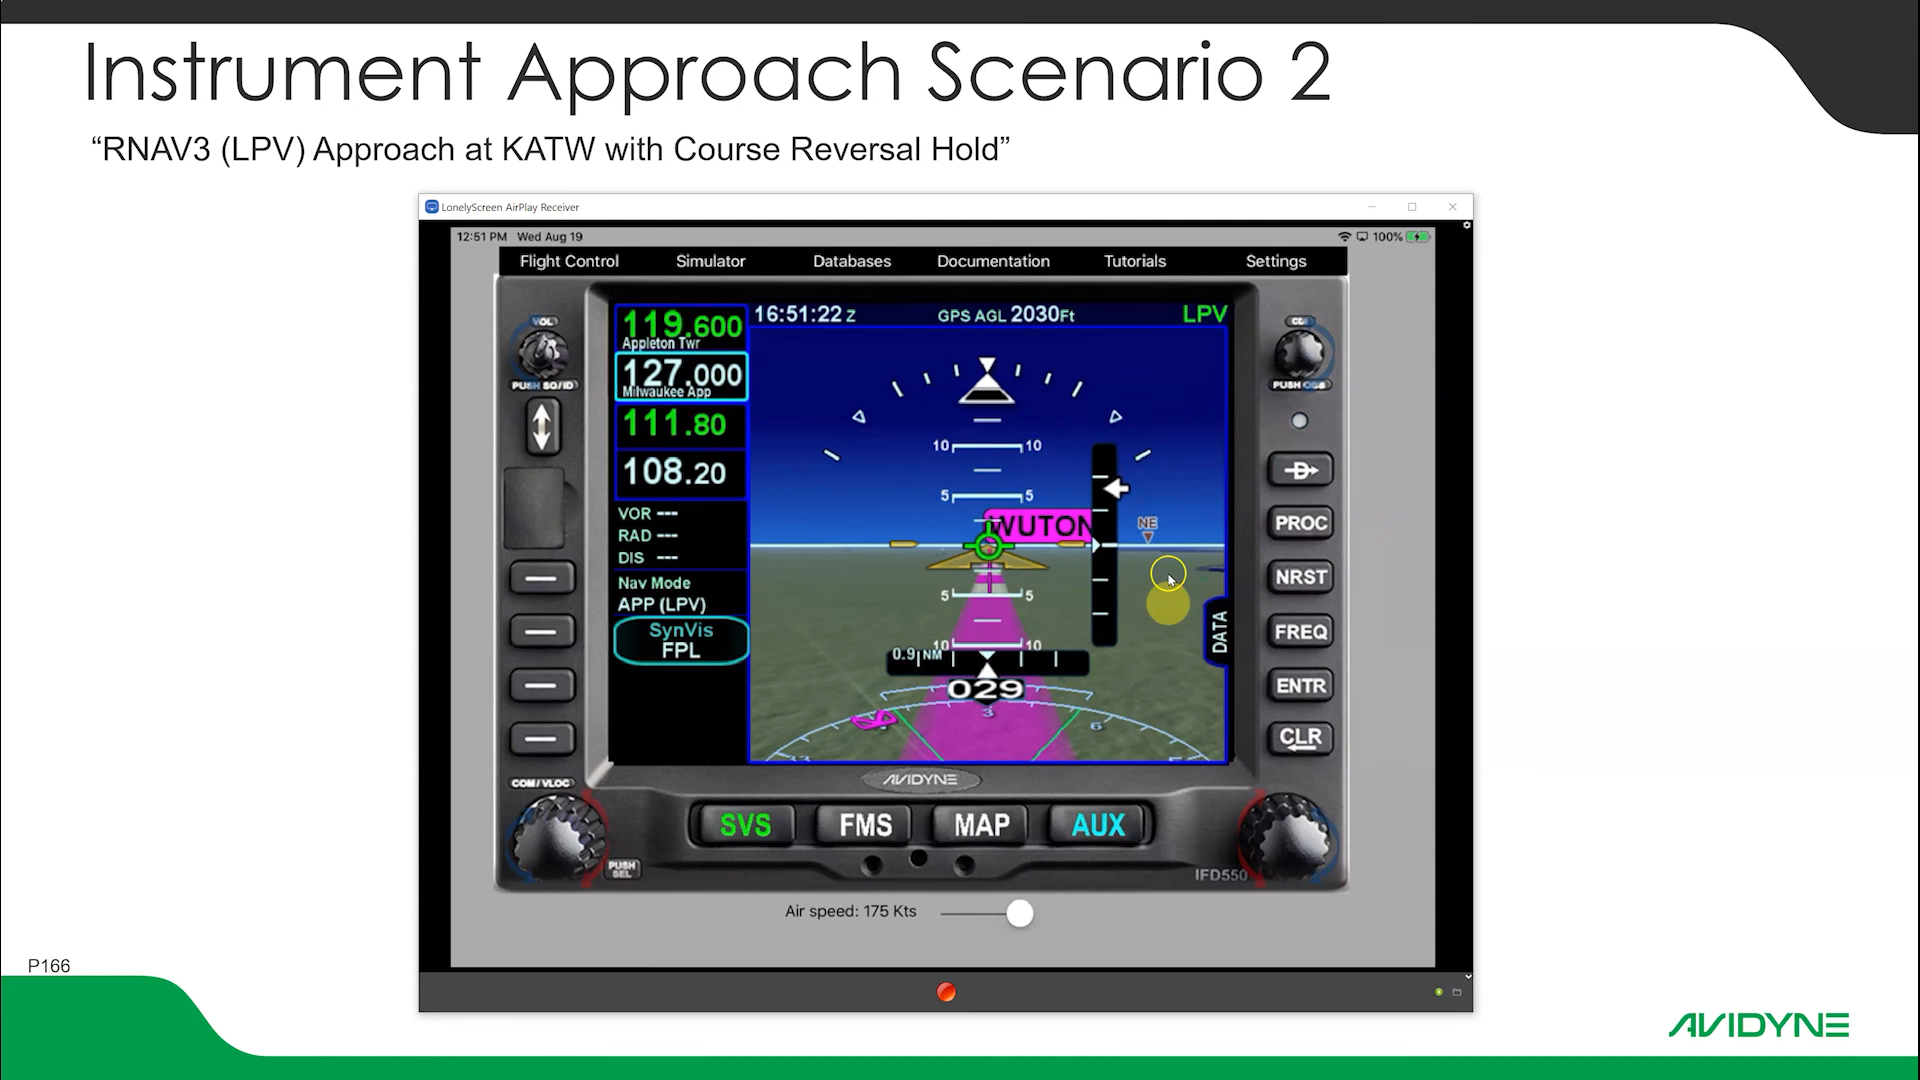 Instrument Approach Scenario 2
“RNAV3 (LPV) Approach at KATW with Course Reversal Hold”
LonelyScreen AirPlay Receiver
12:51 PM Wed Aug 19
100%
Flight Control Simulator Databases Documentation Tutorials Settings
119.600
Appleton Twr
127.000
Milwaukee App
111.80
108.20
VOR ---
RAD ---
DIS ---
Nav Mode
APP (LPV)
SynVis
FPL
16:51:22 Z GPS AGL 2030Ft LPV
10 10
5 5
WUTON
NE
5 5
10 10
0.9 NM
029
3
6
33
DATA
VOL
PUSH SQ/ID
COM/VLOC
PUSH
SEL
CDI
PUSH OBS
D
PROC
NRST
FREQ
ENTR
CLR
AVIDYNE
SVS FMS MAP AUX
IFD550
Air speed: 175 Kts
P166
AVIDYNE